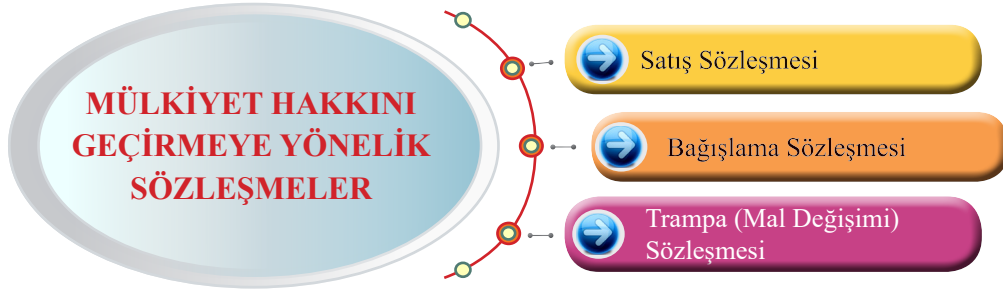 MÜLKİYET HAKKINI
GEÇİRMEYE YÖNELİK
SÖZLEŞMELER
Satış Sözleşmesi
Bağışlama Sözleşmesi
Trampa (Mal Değişimi)
Sözleşmesi